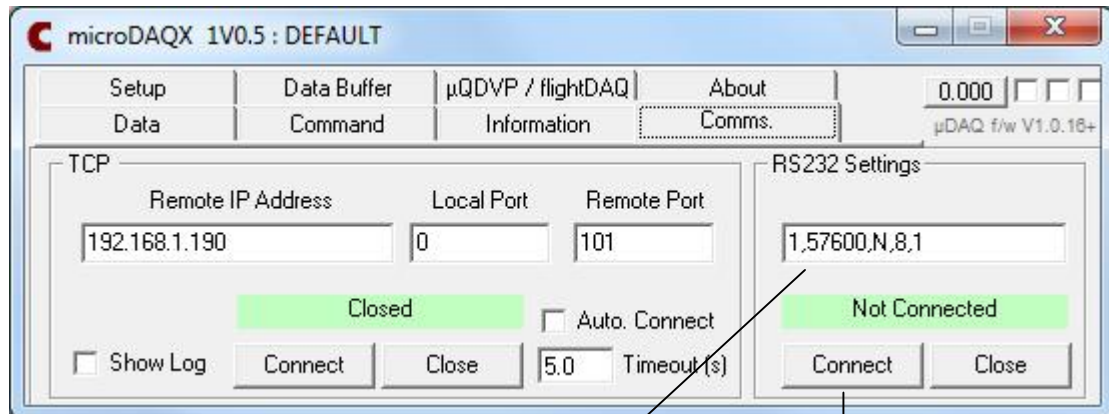 microDAQX 1V0.5 : DEFAULT
Setup Data Buffer µQDVP / flightDAQ About 0.000
Data Command Information Comms. µDAQ f/w V1.0.16+
TCP RS232 Settings
Remote IP Address Local Port Remote Port
192.168.1.190 0 101 1,57600,N,8,1
Closed Not Connected
Auto. Connect
Show Log Connect Close 5.0 Timeout (s) Connect Close